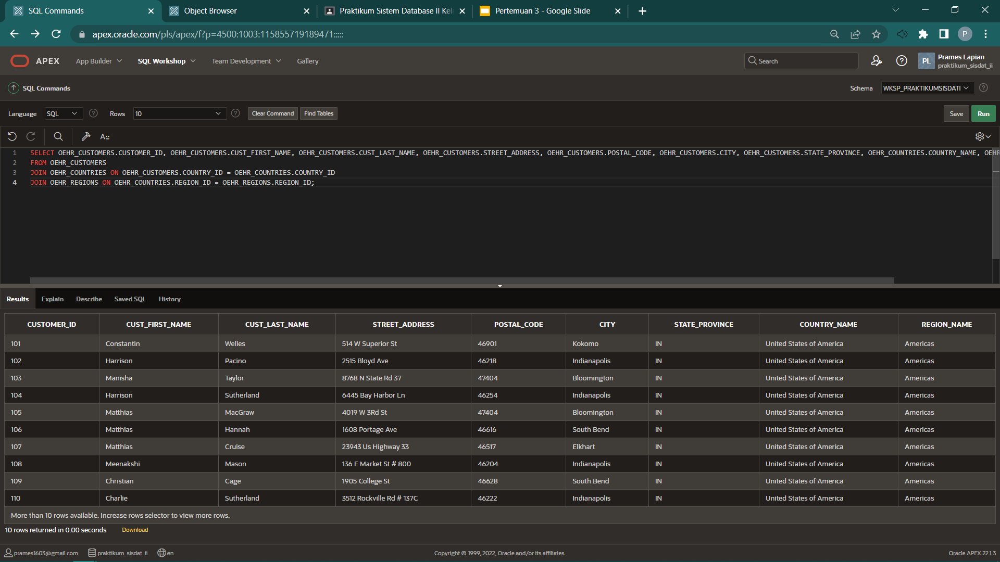 SQL Commands
Object Browser
Praktikum Sistem Database II Kel
Pertemuan 3 - Google Slide
apex.oracle.com/pls/apex/f?p=4500:1003:115855719189471:::::
P
APEX App Builder SQL Workshop Team Development Gallery
Search
PL
Prames Lapian
praktikum_sisdat_ii
SQL Commands
Schema WKSP_PRAKTIKUMSISDATI
Language SQL Rows 10 Clear Command Find Tables Save Run
1 SELECT OEHR_CUSTOMERS.CUSTOMER_ID, OEHR_CUSTOMERS.CUST_FIRST_NAME, OEHR_CUSTOMERS.CUST_LAST_NAME, OEHR_CUSTOMERS.STREET_ADDRESS, OEHR_CUSTOMERS.POSTAL_CODE, OEHR_CUSTOMERS.CITY, OEHR_CUSTOMERS.STATE_PROVINCE, OEHR_COUNTRIES.COUNTRY_NAME, OEHR
2 FROM OEHR_CUSTOMERS
3 JOIN OEHR_COUNTRIES ON OEHR_CUSTOMERS.COUNTRY_ID = OEHR_COUNTRIES.COUNTRY_ID
4 JOIN OEHR_REGIONS ON OEHR_COUNTRIES.REGION_ID = OEHR_REGIONS.REGION_ID;
Results Explain Describe Saved SQL History
CUSTOMER_ID CUST_FIRST_NAME CUST_LAST_NAME STREET_ADDRESS POSTAL_CODE CITY STATE_PROVINCE COUNTRY_NAME REGION_NAME
101 Constantin Welles 514 W Superior St 46901 Kokomo IN United States of America Americas
102 Harrison Pacino 2515 Bloyd Ave 46218 Indianapolis IN United States of America Americas
103 Manisha Taylor 8768 N State Rd 37 47404 Bloomington IN United States of America Americas
104 Harrison Sutherland 6445 Bay Harbor Ln 46254 Indianapolis IN United States of America Americas
105 Matthias MacGraw 4019 W 3Rd St 47404 Bloomington IN United States of America Americas
106 Matthias Hannah 1608 Portage Ave 46616 South Bend IN United States of America Americas
107 Matthias Cruise 23943 Us Highway 33 46517 Elkhart IN United States of America Americas
108 Meenakshi Mason 136 E Market St # 800 46204 Indianapolis IN United States of America Americas
109 Christian Cage 1905 College St 46628 South Bend IN United States of America Americas
110 Charlie Sutherland 3512 Rockville Rd # 137C 46222 Indianapolis IN United States of America Americas
More than 10 rows available. Increase rows selector to view more rows.
10 rows returned in 0.00 seconds Download
prames1603@gmail.com praktikum_sisdat_ii en Copyright © 1999, 2022, Oracle and/or its affiliates. Oracle APEX 22.1.3